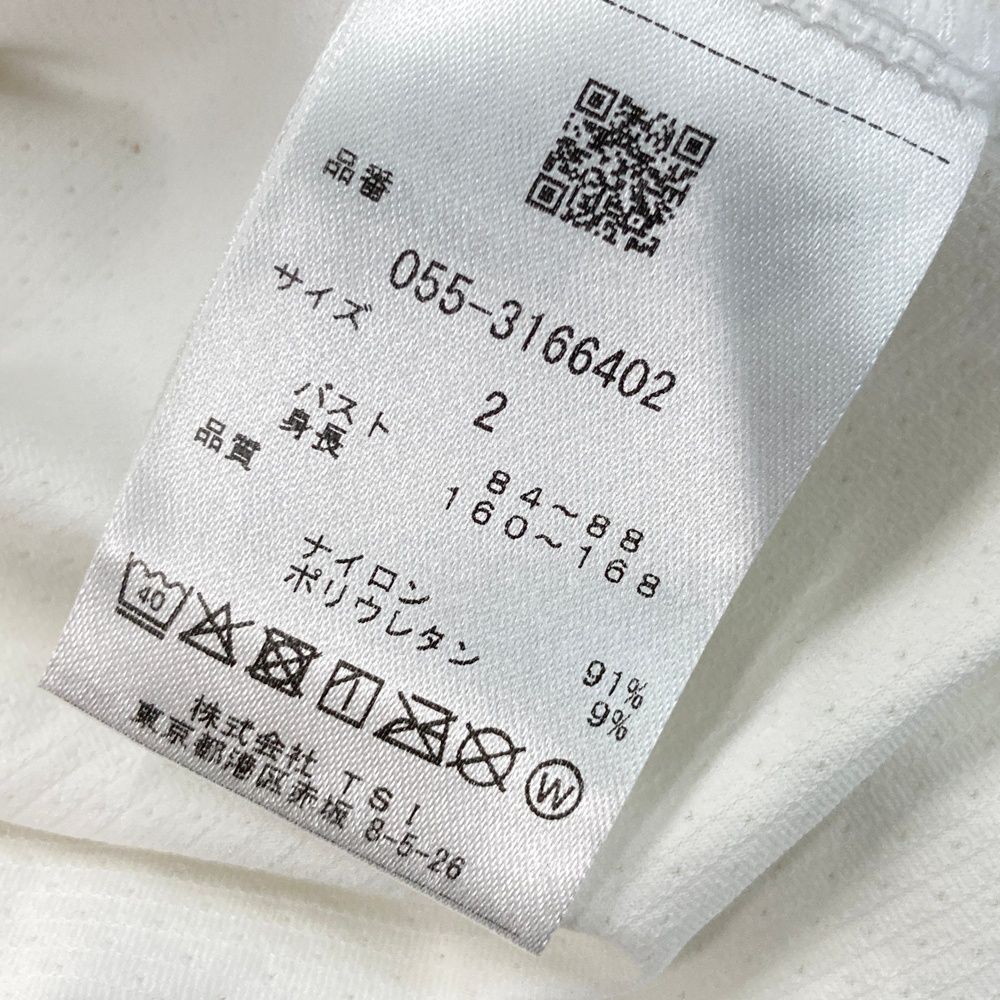 品番
055-3166402
サイズ
2
バスト 84~88
身長 160~168
品質
ナイロン 91%
ポリウレタン 9%
40
W
株式会社 TSI
東京都港区赤坂 8-5-26